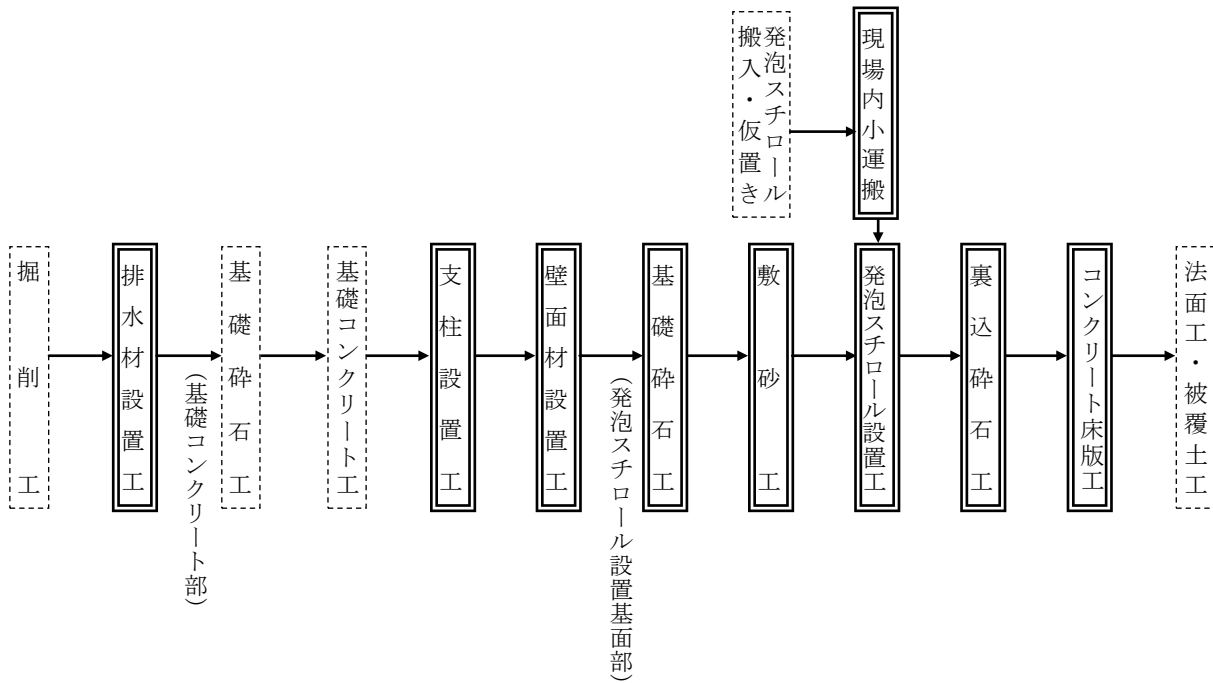 発泡スチロール
搬入・仮置き
現場内小運搬
掘削工
排水材設置工
基礎砕石工
(基礎コンクリート部)
基礎コンクリート工
支柱設置工
壁面材設置工
基礎砕石工
(発泡スチロール設置基面部)
敷砂工
発泡スチロール設置工
裏込砕石工
コンクリート床版工
法面工・被覆土工